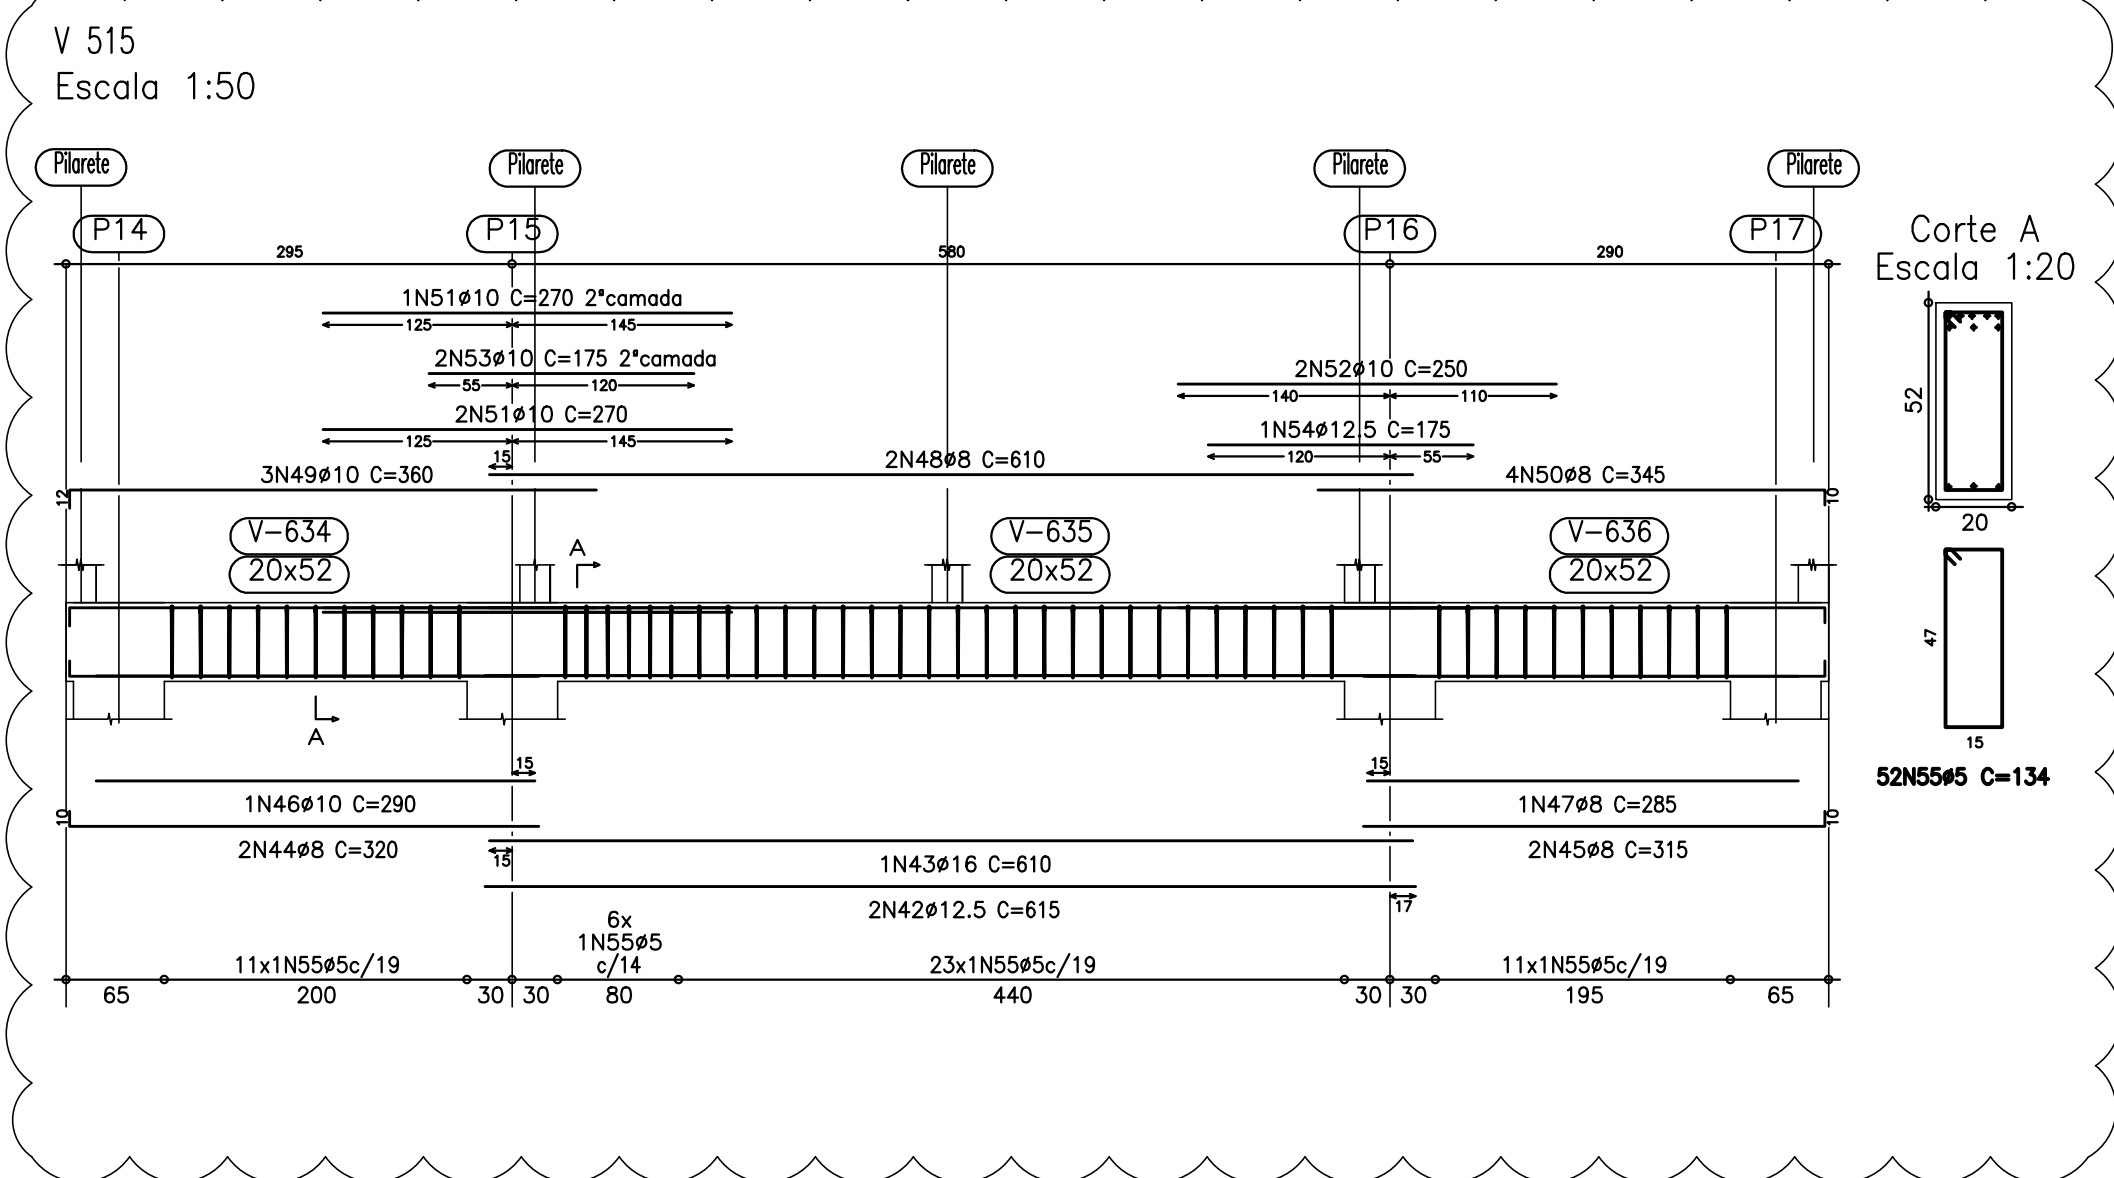 V 515
Escala 1:50
Pilarete
Pilarete
Pilarete
Pilarete
Pilarete
P14
P15
P16
P17
295
580
290
Corte A
Escala 1:20
1N51ø10 C=270 2ªcamada
125
145
2N53ø10 C=175 2ªcamada
55
120
2N52ø10 C=250
140
110
2N51ø10 C=270
125
145
1N54ø12.5 C=175
120
55
15
2N48ø8 C=610
3N49ø10 C=360
12
4N50ø8 C=345
10
52
20
V-634
20x52
V-635
20x52
V-636
20x52
A
A
47
15
52N55ø5 C=134
15
1N46ø10 C=290
15
1N47ø8 C=285
10
2N44ø8 C=320
10
2N45ø8 C=315
15
1N43ø16 C=610
17
2N42ø12.5 C=615
11x1N55ø5c/19
6x
1N55ø5
c/14
23x1N55ø5c/19
11x1N55ø5c/19
65
200
30
30
80
440
30
30
195
65